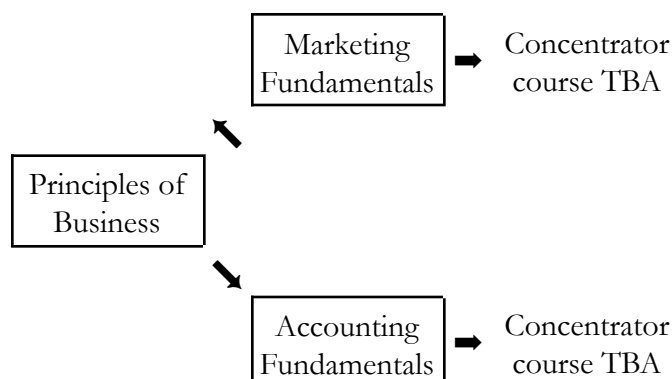 Marketing
Fundamentals
Concentrator
course TBA
Principles of
Business
Accounting
Fundamentals
Concentrator
course TBA